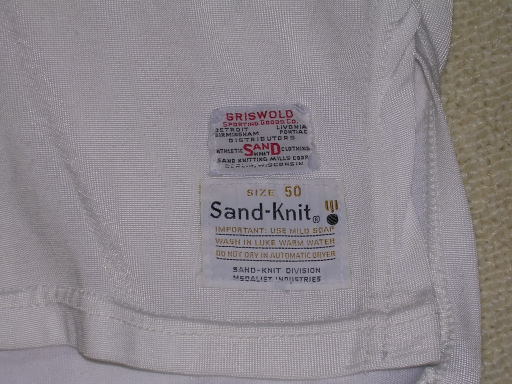 GRISWOLD
SPORTING GOODS CO.
DETROIT LIVONIA
BIRMINGHAM PONTIAC
DISTRIBUTORS
ATHLETIC SAND KNIT CLOTHING
SAND KNITTING MILLS CORP.
WISCONSIN
SIZE 50
Sand-Knit®
IMPORTANT: USE MILD SOAP
WASH IN LUKE WARM WATER
DO NOT DRY IN AUTOMATIC DRYER
SAND-KNIT DIVISION
MEDALIST INDUSTRIES